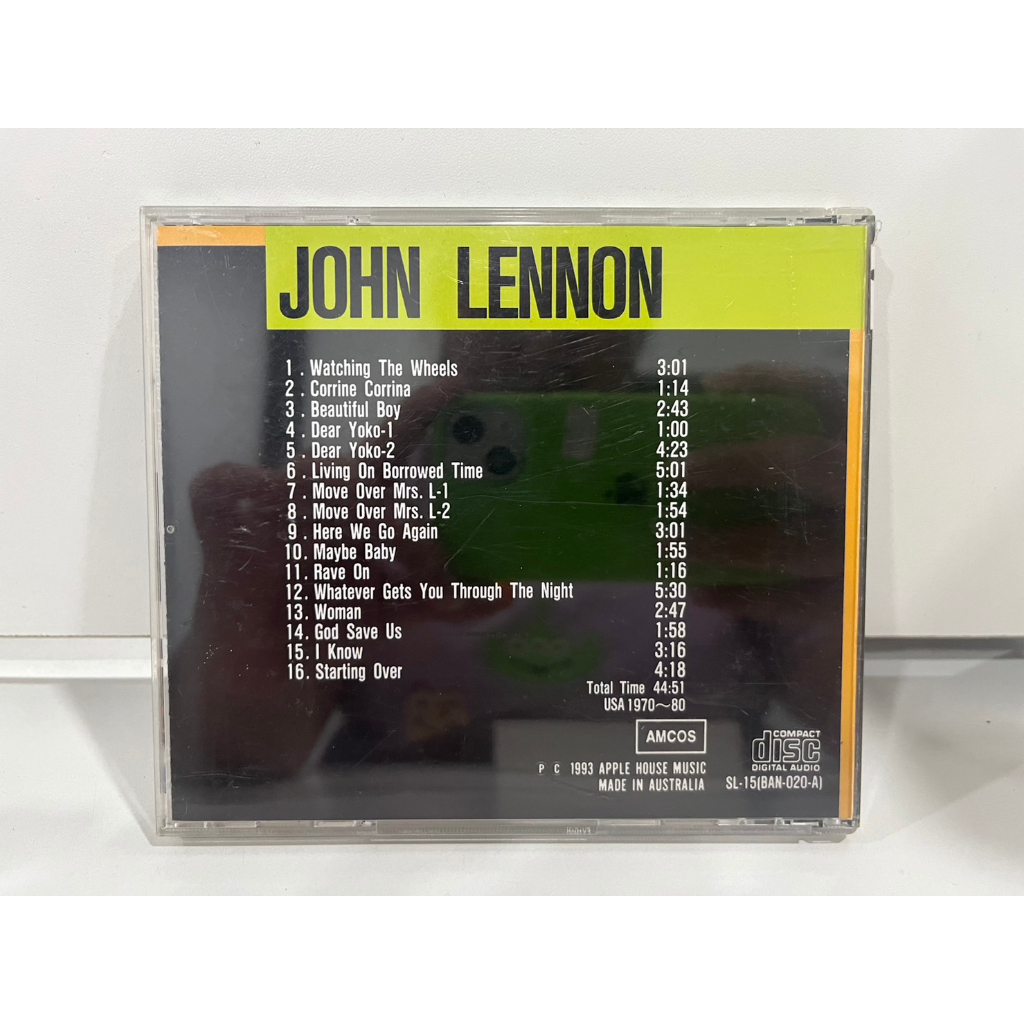 JOHN LENNON
1. Watching The Wheels 3:01
2. Corrine Corrina 1:14
3. Beautiful Boy 2:43
4. Dear Yoko-1 1:00
5. Dear Yoko-2 4:23
6. Living On Borrowed Time 5:01
7. Move Over Mrs. L-1 1:34
8. Move Over Mrs. L-2 1:54
9. Here We Go Again 3:01
10. Maybe Baby 1:55
11. Rave On 1:16
12. Whatever Gets You Through The Night 5:30
13. Woman 2:47
14. God Save Us 1:58
15. I Know 3:16
16. Starting Over 4:18
Total Time 44:51
USA 1970~80
AMCOS
COMPACT
disc
DIGITAL AUDIO
P C 1993 APPLE HOUSE MUSIC
MADE IN AUSTRALIA
SL-15(BAN-020-A)